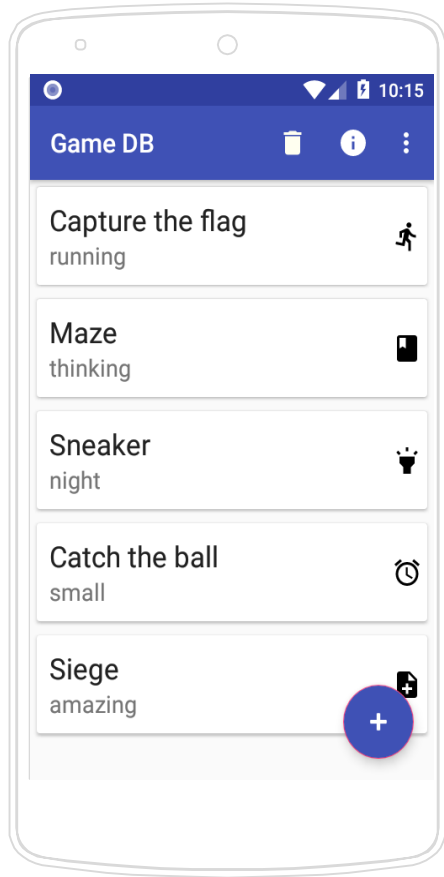 10:15
Game DB
Capture the flag
running
Maze
thinking
Sneaker
night
Catch the ball
small
Siege
amazing